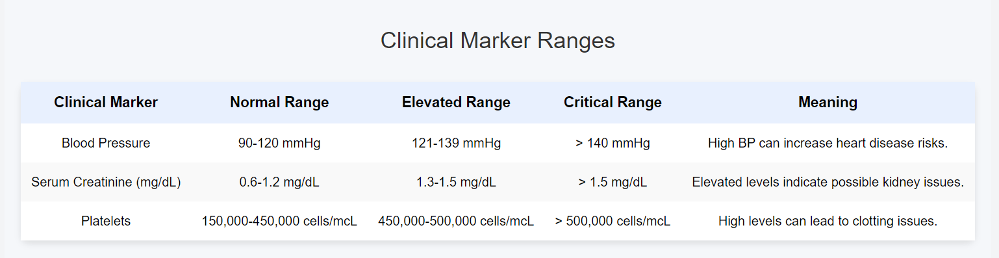 Clinical Marker Ranges
Clinical Marker Normal Range Elevated Range Critical Range Meaning
Blood Pressure 90-120 mmHg 121-139 mmHg > 140 mmHg High BP can increase heart disease risks.
Serum Creatinine (mg/dL) 0.6-1.2 mg/dL 1.3-1.5 mg/dL > 1.5 mg/dL Elevated levels indicate possible kidney issues.
Platelets 150,000-450,000 cells/mcL 450,000-500,000 cells/mcL > 500,000 cells/mcL High levels can lead to clotting issues.